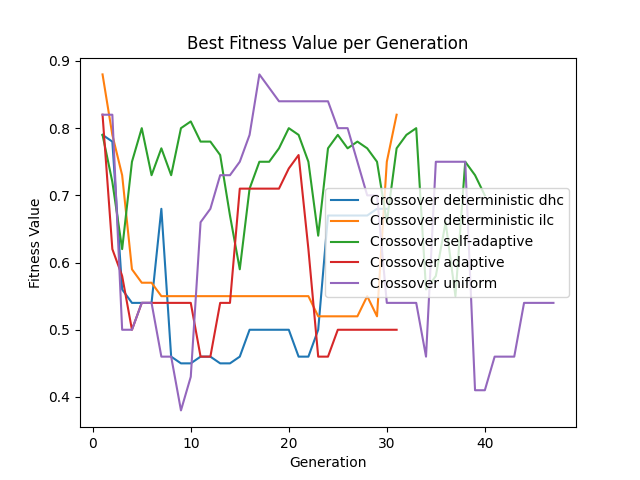 Best Fitness Value per Generation
0.9
0.8
0.7
0.6
0.5
0.4
Fitness Value
Crossover deterministic dhc
Crossover deterministic ilc
Crossover self-adaptive
Crossover adaptive
Crossover uniform
0 10 20 30 40
Generation